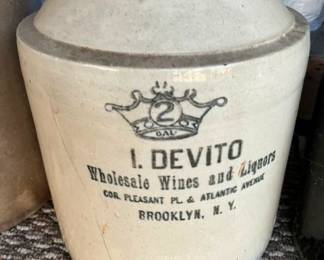 2
GAL
I. DEVITO
Wholesale Wines and Liquors
COR. PLEASANT PL. & ATLANTIC AVENUE
BROOKLYN, N. Y.